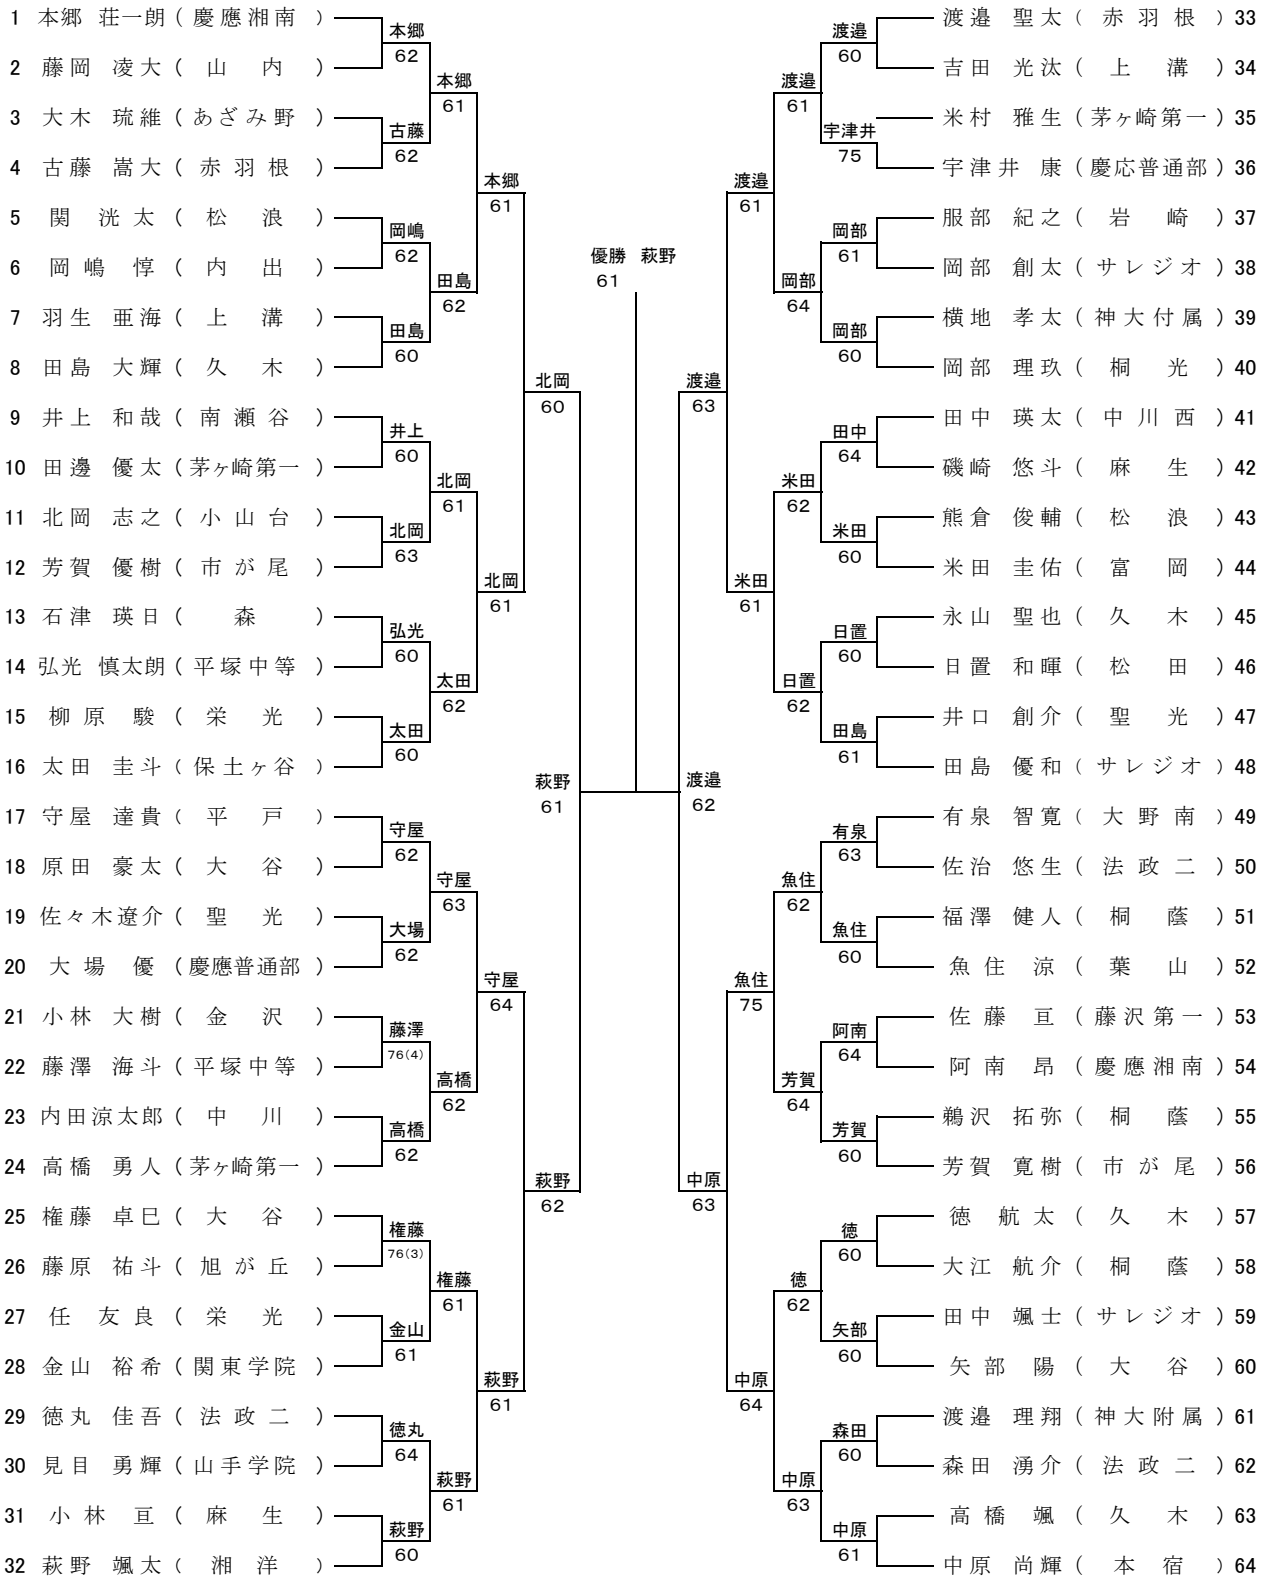 1 本郷 荘一朗 ( 慶應湘南 )
2 藤岡 凌大 ( 山内 )
3 大木 琉維 ( あざみ野 )
4 古藤 嵩大 ( 赤羽根 )
5 関 洸太 ( 松浪 )
6 岡嶋 惇 ( 内出 )
7 羽生 亜海 ( 上溝 )
8 田島 大輝 ( 久木 )
9 井上 和哉 ( 南瀬谷 )
10 田邊 優太 ( 茅ヶ崎第一 )
11 北岡 志之 ( 小山台 )
12 芳賀 優樹 ( 市が尾 )
13 石津 瑛日 ( 森 )
14 弘光 慎太朗 ( 平塚中等 )
15 柳原 駿 ( 栄光 )
16 太田 圭斗 ( 保土ヶ谷 )
17 守屋 達貴 ( 平戸 )
18 原田 豪太 ( 大谷 )
19 佐々木遼介 ( 聖光 )
20 大場 優 ( 慶應普通部 )
21 小林 大樹 ( 金沢 )
22 藤澤 海斗 ( 平塚中等 )
23 内田涼太郎 ( 中川 )
24 高橋 勇人 ( 茅ヶ崎第一 )
25 権藤 卓巳 ( 大谷 )
26 藤原 祐斗 ( 旭が丘 )
27 任 友良 ( 栄光 )
28 金山 裕希 ( 関東学院 )
29 徳丸 佳吾 ( 法政二 )
30 見目 勇輝 ( 山手学院 )
31 小林 亘 ( 麻生 )
32 萩野 颯太 ( 湘洋 )
本郷
62
古藤
62
岡嶋
62
田島
60
井上
60
北岡
63
弘光
60
太田
60
守屋
62
大場
62
藤澤
76(4)
高橋
62
権藤
76(3)
金山
61
徳丸
64
萩野
60
本郷
61
田島
62
北岡
61
太田
62
守屋
63
高橋
62
権藤
61
萩野
61
本郷
61
北岡
61
守屋
64
萩野
61
北岡
60
萩野
62
萩野
61
優勝 萩野
61
渡邉
62
渡邉
63
中原
63
渡邉
61
米田
61
魚住
75
中原
64
渡邉
61
岡部
64
米田
62
日置
62
魚住
62
芳賀
64
徳
62
中原
63
渡邉
60
宇津井
75
岡部
61
岡部
60
田中
64
米田
60
日置
60
田島
61
有泉
63
魚住
60
阿南
64
芳賀
60
徳
60
矢部
60
森田
60
中原
61
渡邉 聖太 ( 赤羽根 ) 33
吉田 光汰 ( 上溝 ) 34
米村 雅生 ( 茅ヶ崎第一 ) 35
宇津井 康 ( 慶応普通部 ) 36
服部 紀之 ( 岩崎 ) 37
岡部 創太 ( サレジオ ) 38
横地 孝太 ( 神大付属 ) 39
岡部 理玖 ( 桐光 ) 40
田中 瑛太 ( 中川西 ) 41
磯崎 悠斗 ( 麻生 ) 42
熊倉 俊輔 ( 松浪 ) 43
米田 圭佑 ( 富岡 ) 44
永山 聖也 ( 久木 ) 45
日置 和暉 ( 松田 ) 46
井口 創介 ( 聖光 ) 47
田島 優和 ( サレジオ ) 48
有泉 智寛 ( 大野南 ) 49
佐治 悠生 ( 法政二 ) 50
福澤 健人 ( 桐蔭 ) 51
魚住 涼 ( 葉山 ) 52
佐藤 亘 ( 藤沢第一 ) 53
阿南 昂 ( 慶應湘南 ) 54
鵜沢 拓弥 ( 桐蔭 ) 55
芳賀 寛樹 ( 市が尾 ) 56
徳 航太 ( 久木 ) 57
大江 航介 ( 桐蔭 ) 58
田中 颯士 ( サレジオ ) 59
矢部 陽 ( 大谷 ) 60
渡邉 理翔 ( 神大附属 ) 61
森田 湧介 ( 法政二 ) 62
高橋 颯 ( 久木 ) 63
中原 尚輝 ( 本宿 ) 64